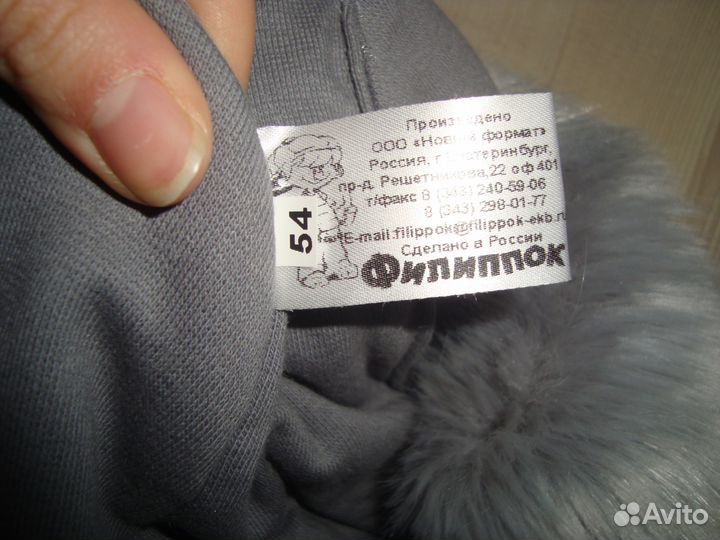 Произведено
ООО «Новый формат»
Россия, г.Екатеринбург,
пр-д. Решетникова,22 оф 401
т/факс 8 (343) 240-59-06
8 (343) 298-01-77
E-mail:filippok@filippok-ekb.ru
Сделано в России
Филиппок
54
Avito